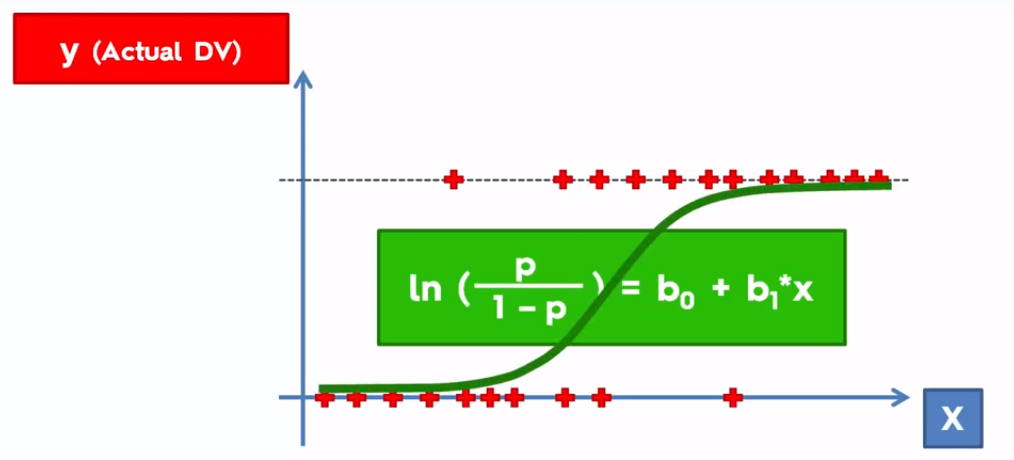 y (Actual DV)
ln ( p / 1 - p ) = b₀ + b₁*x
X